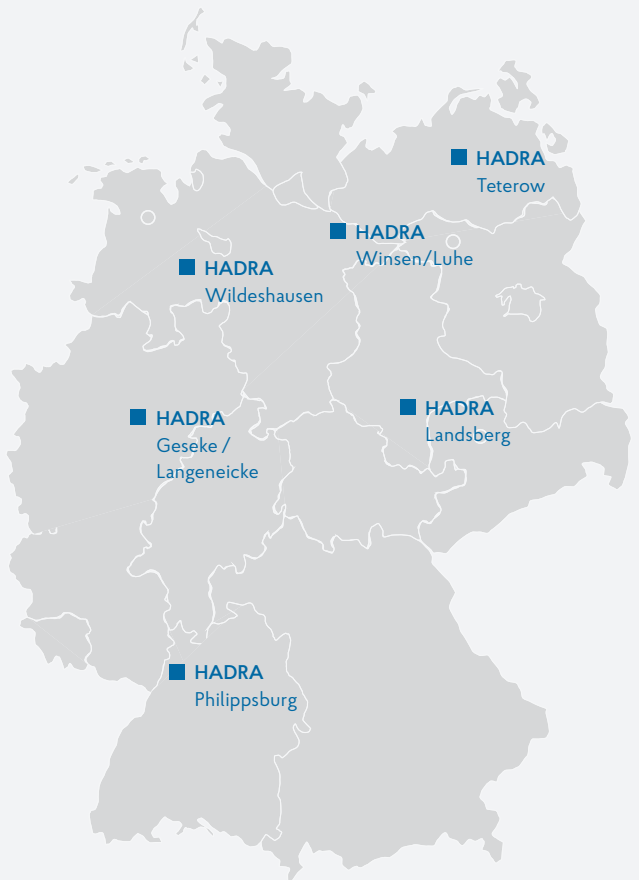 HADRA
Teterow
HADRA
Winsen/Luhe
HADRA
Wildeshausen
HADRA
Landsberg
HADRA
Geseke /
Langeneicke
HADRA
Philippsburg